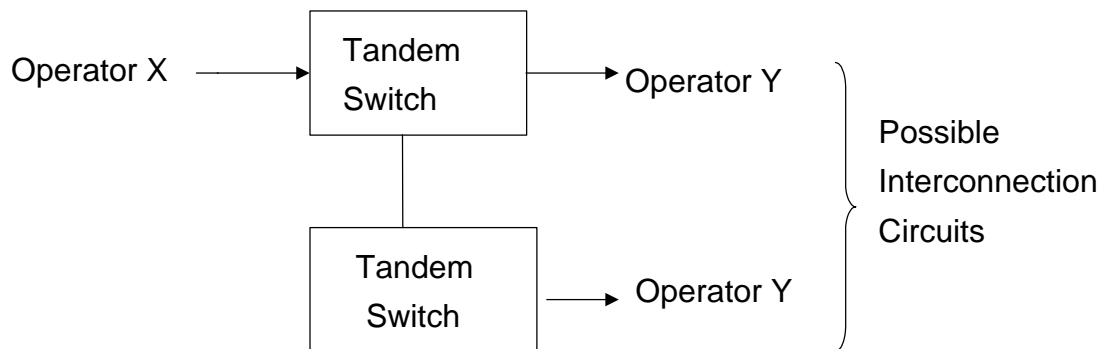 Operator X
Tandem
Switch
Operator Y
Possible
Interconnection
Circuits
Tandem
Switch
Operator Y